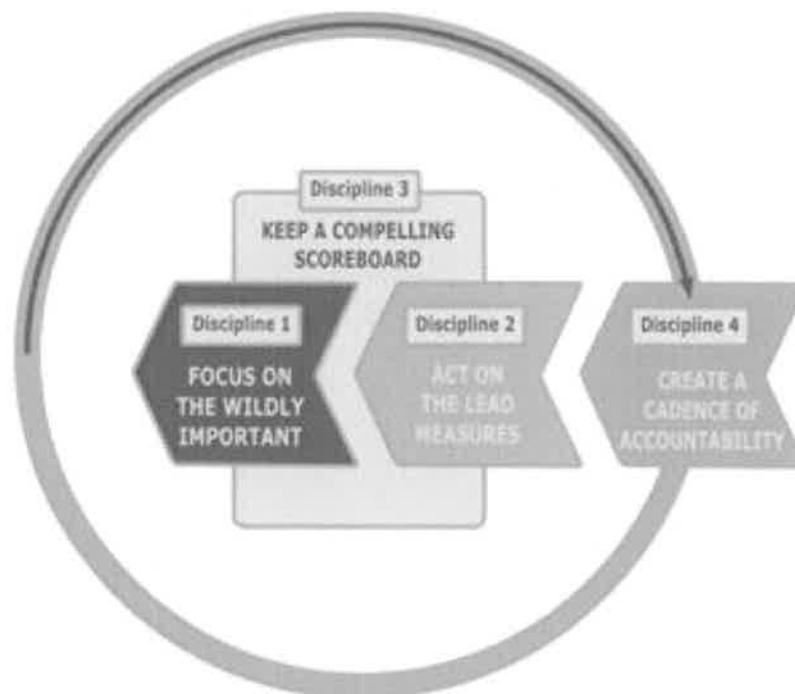 Discipline 3
KEEP A COMPELLING
SCOREBOARD
Discipline 1
FOCUS ON
THE WILDLY
IMPORTANT
Discipline 2
ACT ON
THE LEAD
MEASURES
Discipline 4
CREATE A
CADENCE OF
ACCOUNTABILITY